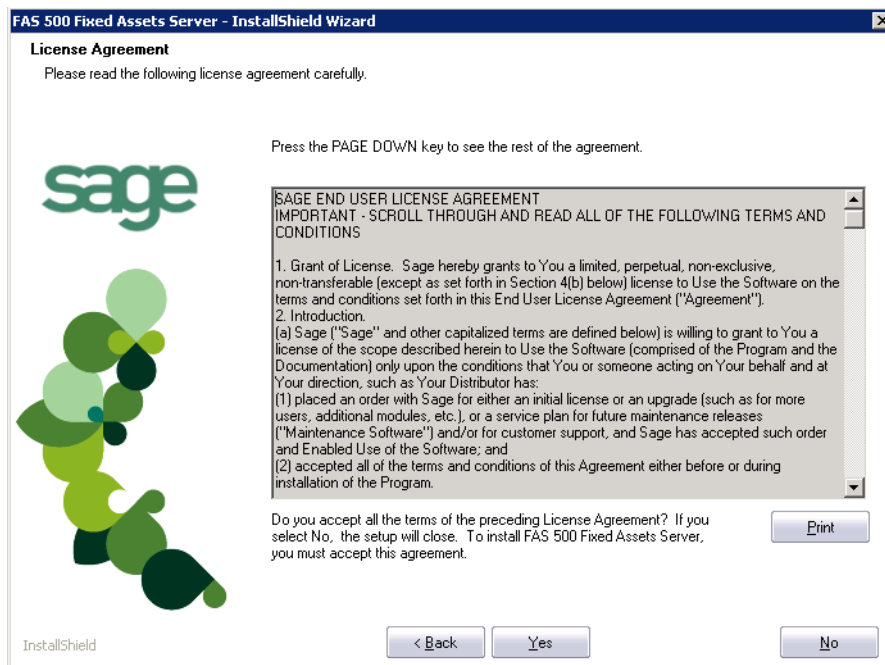 FAS 500 Fixed Assets Server - InstallShield Wizard
License Agreement
Please read the following license agreement carefully.
Press the PAGE DOWN key to see the rest of the agreement.
sage
SAGE END USER LICENSE AGREEMENT
IMPORTANT - SCROLL THROUGH AND READ ALL OF THE FOLLOWING TERMS AND
CONDITIONS
1. Grant of License.  Sage hereby grants to You a limited, perpetual, non-exclusive,
non-transferable (except as set forth in Section 4(b) below) license to Use the Software on the
terms and conditions set forth in this End User License Agreement ("Agreement").
2. Introduction.
(a) Sage ("Sage" and other capitalized terms are defined below) is willing to grant to You a
license of the scope described herein to Use the Software (comprised of the Program and the
Documentation) only upon the conditions that You or someone acting on Your behalf and at
Your direction, such as Your Distributor has:
(1) placed an order with Sage for either an initial license or an upgrade (such as for more
users, additional modules, etc.), or a service plan for future maintenance releases
("Maintenance Software") and/or for customer support, and Sage has accepted such order
and Enabled Use of the Software; and
(2) accepted all of the terms and conditions of this Agreement either before or during
installation of the Program.
Do you accept all the terms of the preceding License Agreement?  If you
select No,  the setup will close.  To install FAS 500 Fixed Assets Server,
you must accept this agreement.
Print
InstallShield
< Back
Yes
No